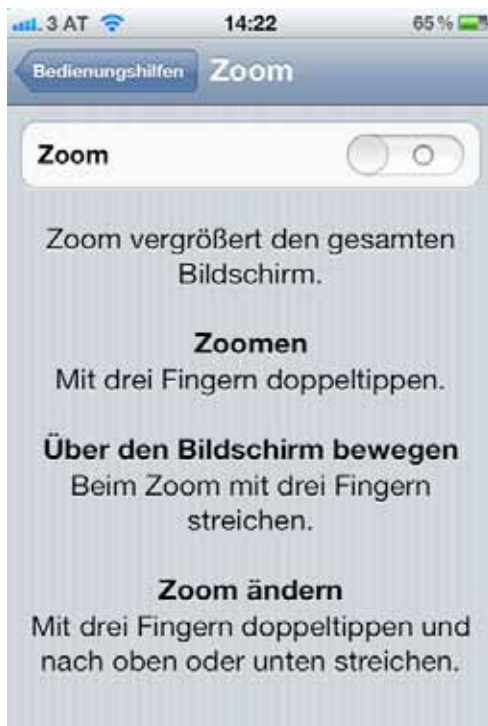 3 AT 14:22 65 %
Bedienungshilfen Zoom
Zoom
Zoom vergrößert den gesamten
Bildschirm.
Zoomen
Mit drei Fingern doppeltippen.
Über den Bildschirm bewegen
Beim Zoom mit drei Fingern
streichen.
Zoom ändern
Mit drei Fingern doppeltippen und
nach oben oder unten streichen.